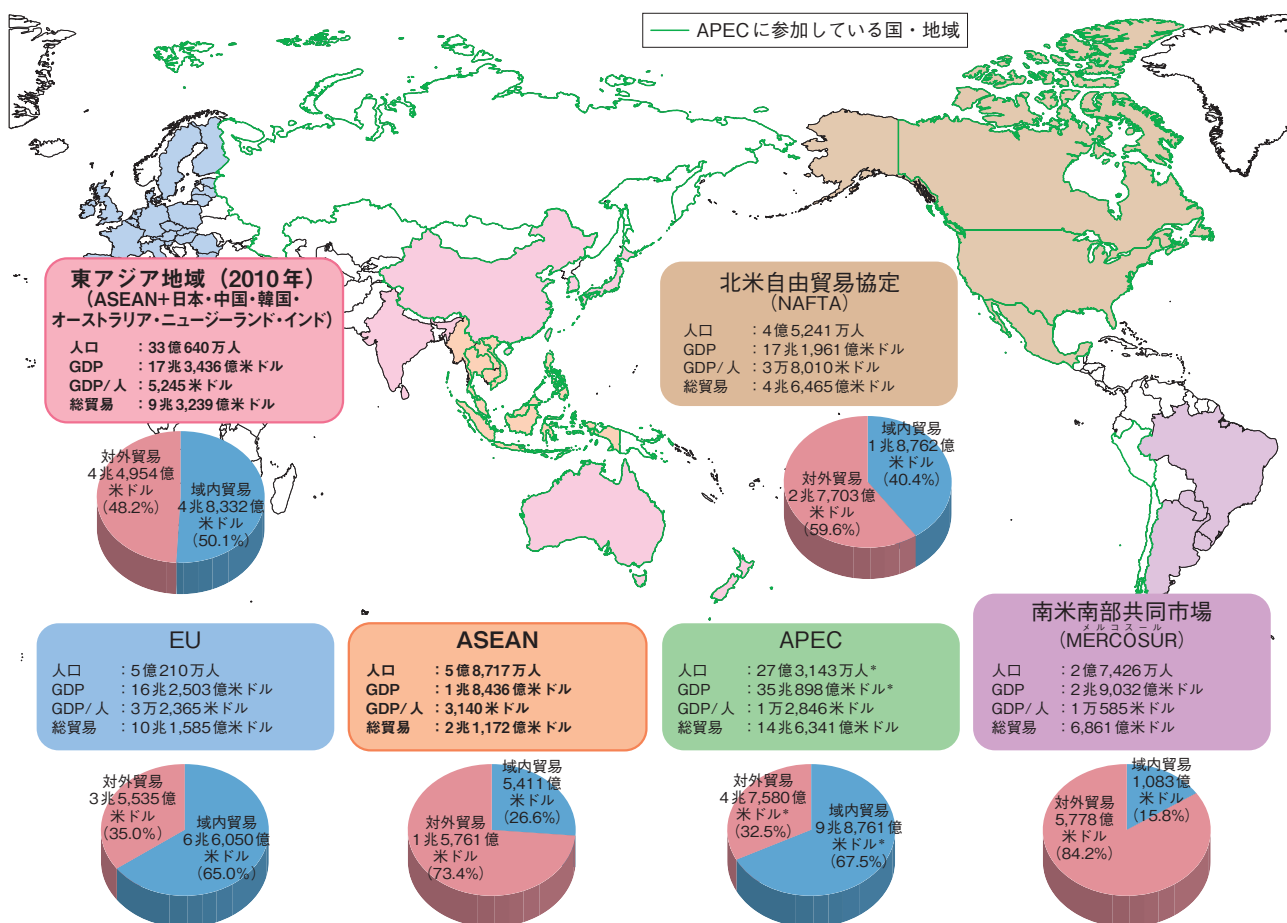 APECに参加している国・地域
東アジア地域（2010年）
（ASEAN＋日本・中国・韓国・
オーストラリア・ニュージーランド・インド）
人口 ：33億640万人
GDP ：17兆3,436億米ドル
GDP/人 ：5,245米ドル
総貿易 ：9兆3,239億米ドル
対外貿易
4兆4,954億
米ドル
（48.2%）
域内貿易
4兆8,332億
米ドル
（50.1%）
北米自由貿易協定
（NAFTA）
人口 ：4億5,241万人
GDP ：17兆1,961億米ドル
GDP/人 ：3万8,010米ドル
総貿易 ：4兆6,465億米ドル
対外貿易
2兆7,703億
米ドル
（59.6%）
域内貿易
1兆8,762億
米ドル
（40.4%）
EU
人口 ：5億210万人
GDP ：16兆2,503億米ドル
GDP/人 ：3万2,365米ドル
総貿易 ：10兆1,585億米ドル
対外貿易
3兆5,535億
米ドル
（35.0%）
域内貿易
6兆6,050億
米ドル
（65.0%）
ASEAN
人口 ：5億8,717万人
GDP ：1兆8,436億米ドル
GDP/人 ：3,140米ドル
総貿易 ：2兆1,172億米ドル
域内貿易
5,411億
米ドル
（26.6%）
対外貿易
1兆5,761億
米ドル
（73.4%）
APEC
人口 ：27億3,143万人*
GDP ：35兆898億米ドル*
GDP/人 ：1万2,846米ドル
総貿易 ：14兆6,341億米ドル
対外貿易
4兆7,580億
米ドル*
（32.5%）
域内貿易
9兆8,761億
米ドル*
（67.5%）
南米南部共同市場
メルコスール
（MERCOSUR）
人口 ：2億7,426万人
GDP ：2兆9,032億米ドル
GDP/人 ：1万585米ドル
総貿易 ：6,861億米ドル
域内貿易
1,083億
米ドル
（15.8%）
対外貿易
5,778億
米ドル
（84.2%）